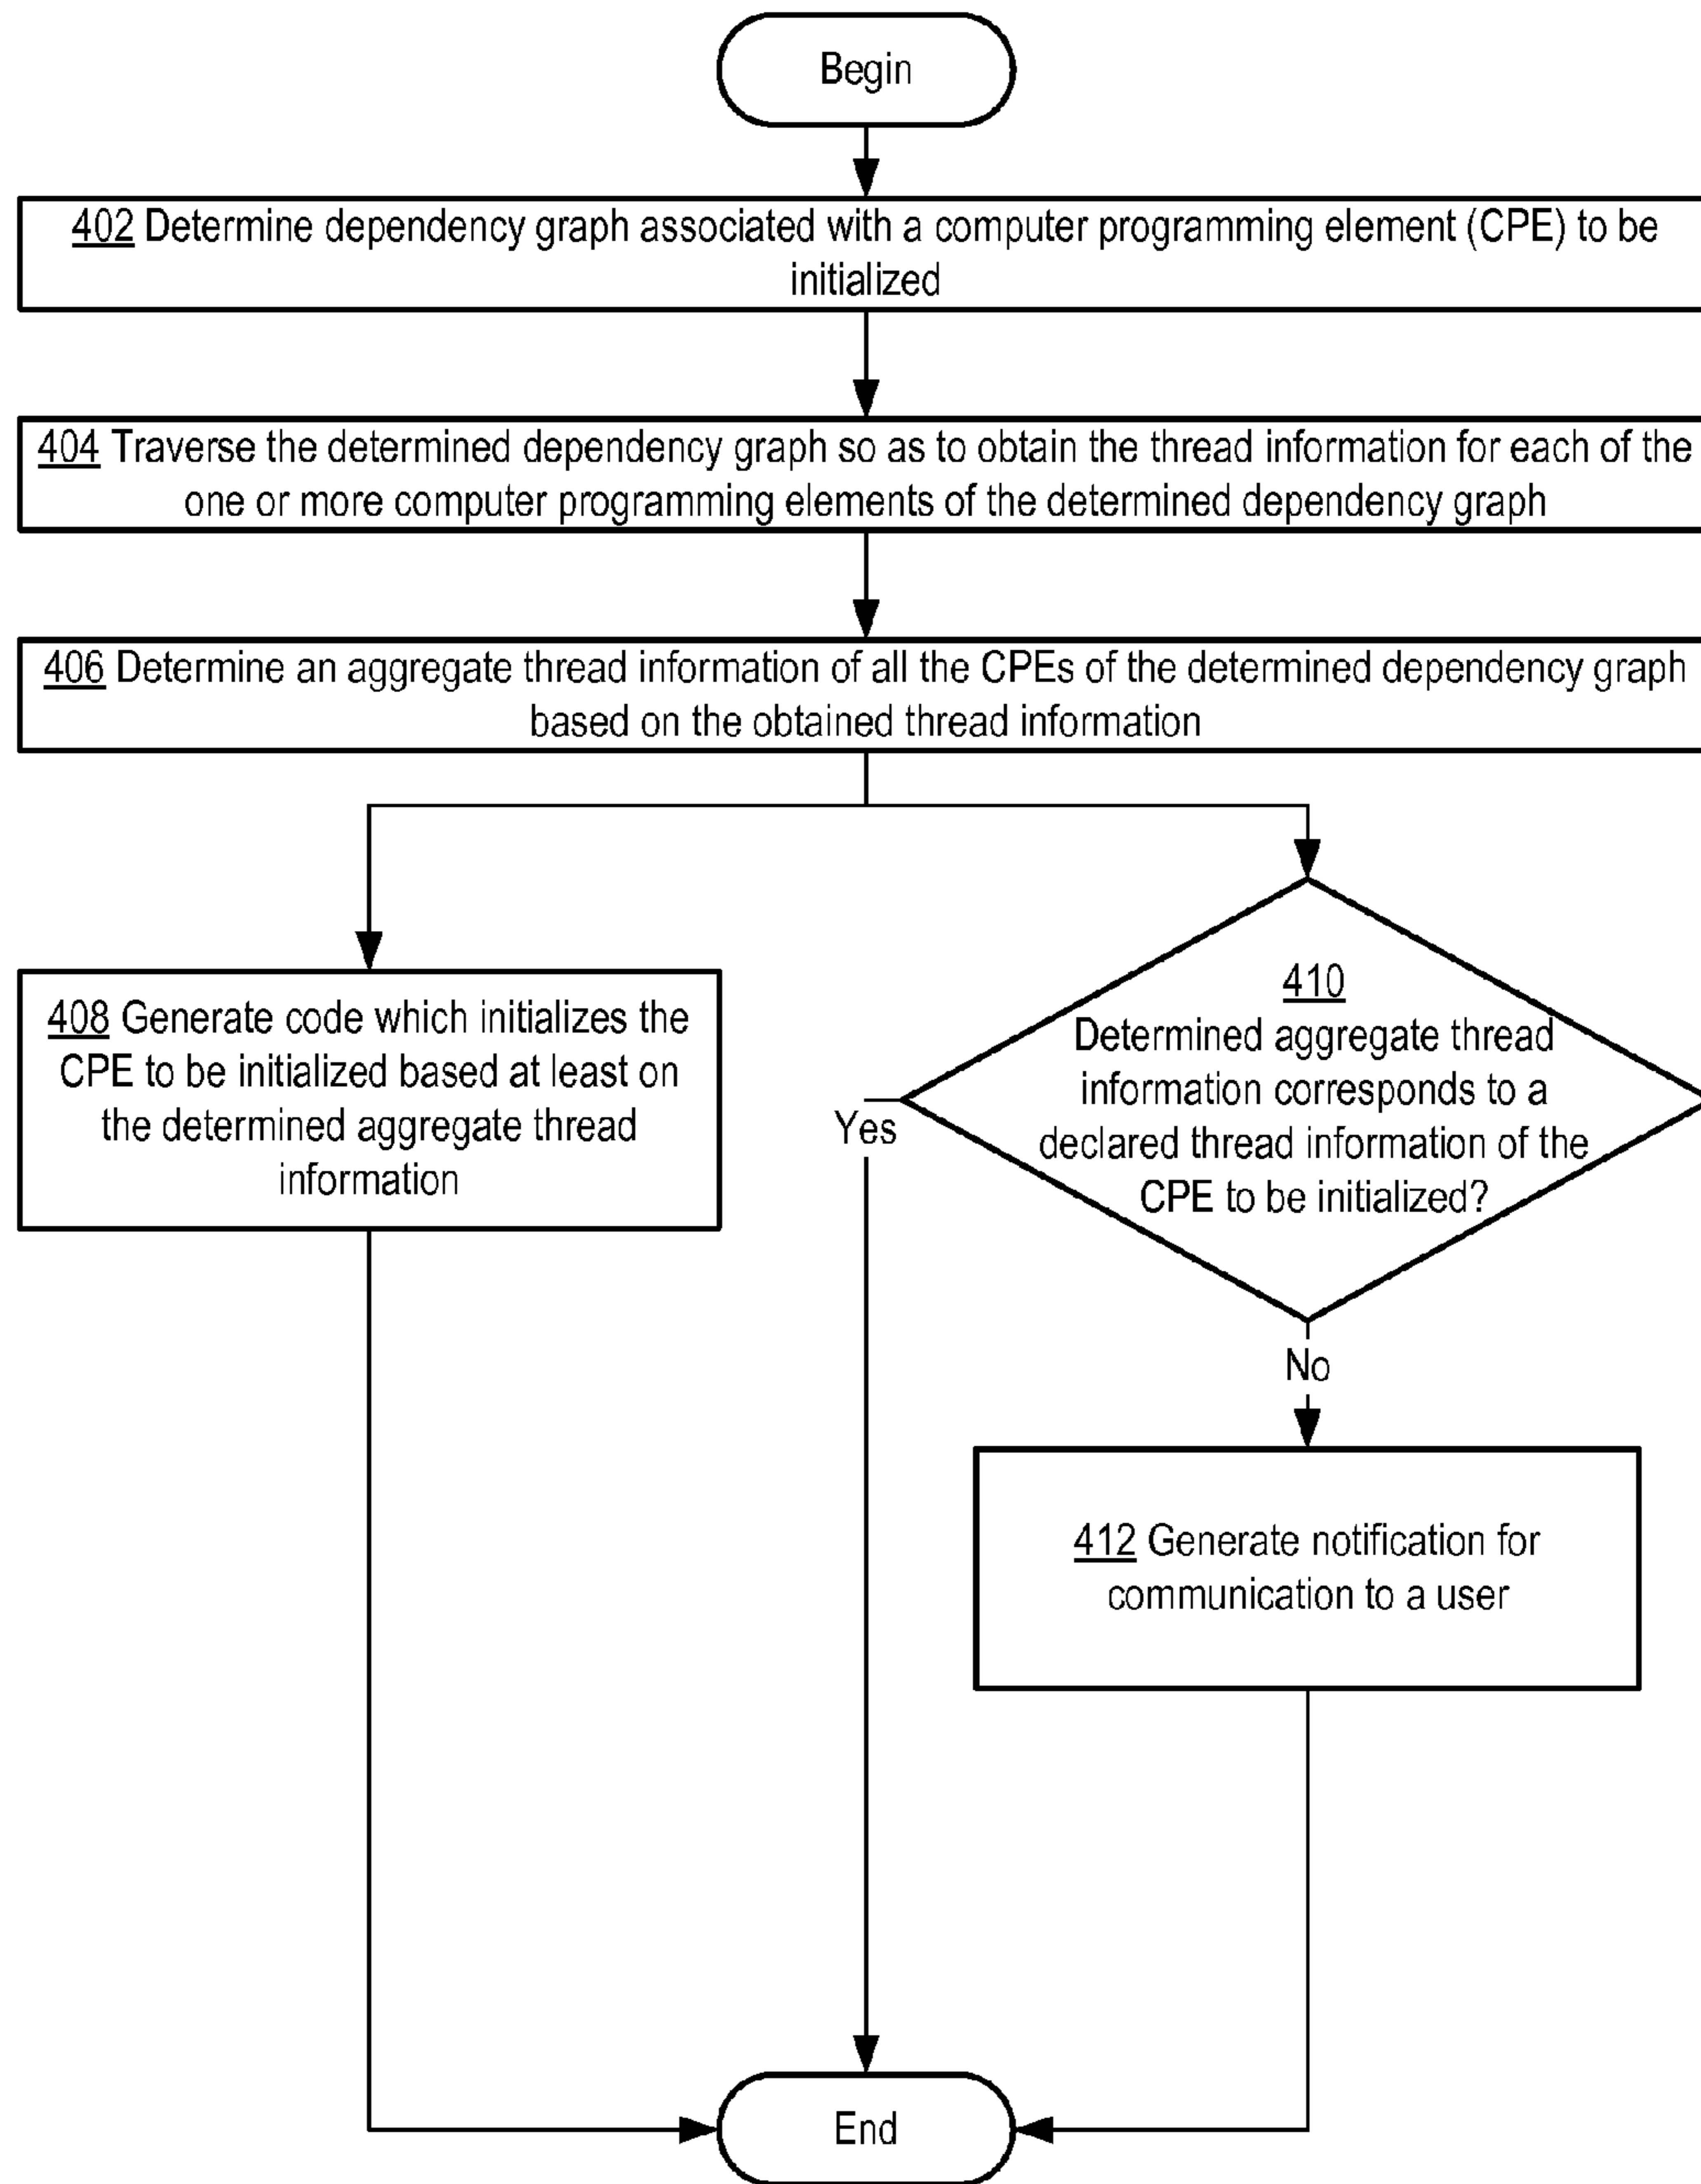 Begin
402 Determine dependency graph associated with a computer programming element (CPE) to be
initialized
404 Traverse the determined dependency graph so as to obtain the thread information for each of the
one or more computer programming elements of the determined dependency graph
406 Determine an aggregate thread information of all the CPEs of the determined dependency graph
based on the obtained thread information
408 Generate code which initializes the
CPE to be initialized based at least on
the determined aggregate thread
information
410
Determined aggregate thread
information corresponds to a
declared thread information of the
CPE to be initialized?
Yes
No
412 Generate notification for
communication to a user
End